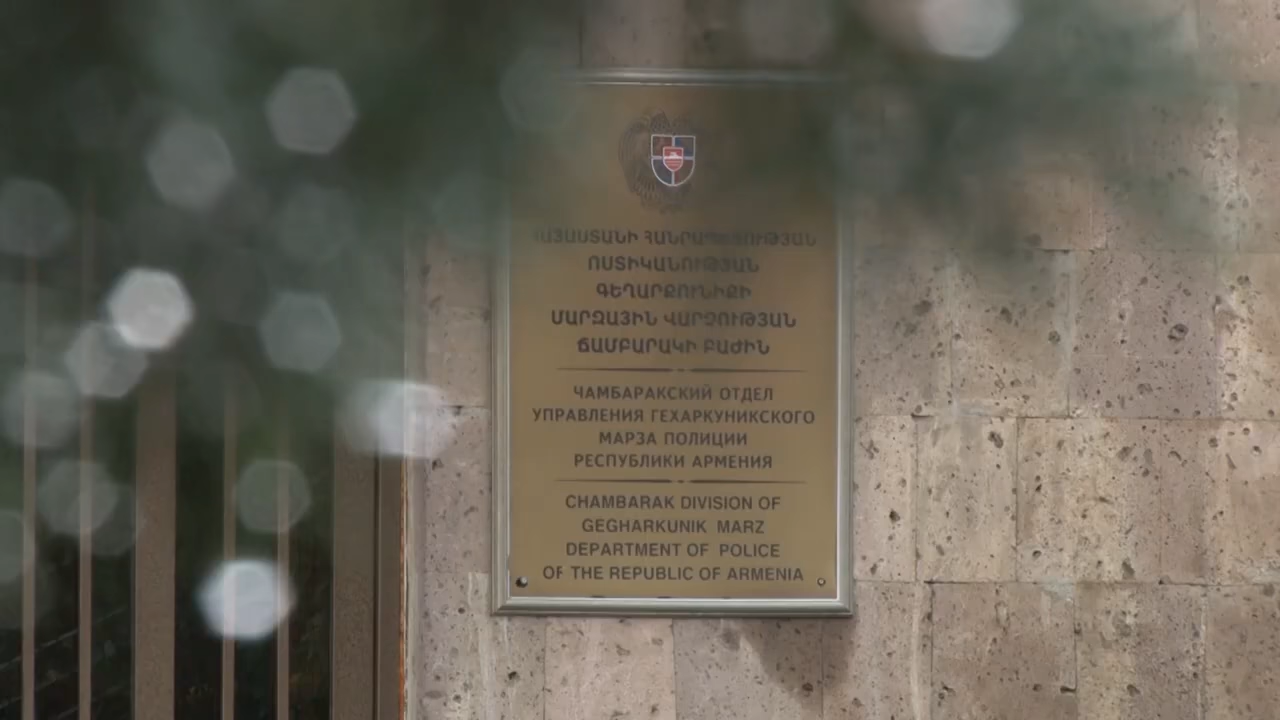 ՀԱՅԱՍՏԱՆԻ ՀԱՆՐԱՊԵՏՈՒԹՅԱՆ
ՈՍՏԻԿԱՆՈՒԹՅԱՆ
ԳԵՂԱՐՔՈՒՆԻՔԻ
ՄԱՐԶԱՅԻՆ ՎԱՐՉՈՒԹՅԱՆ
ՃԱՄԲԱՐԱԿԻ ԲԱԺԻՆ
ЧАМБАРАКСКИЙ ОТДЕЛ
УПРАВЛЕНИЯ ГЕХАРКУНИКСКОГО
МАРЗА ПОЛИЦИИ
РЕСПУБЛИКИ АРМЕНИЯ
CHAMBARAK DIVISION OF
GEGHARKUNIK MARZ
DEPARTMENT OF POLICE
OF THE REPUBLIC OF ARMENIA